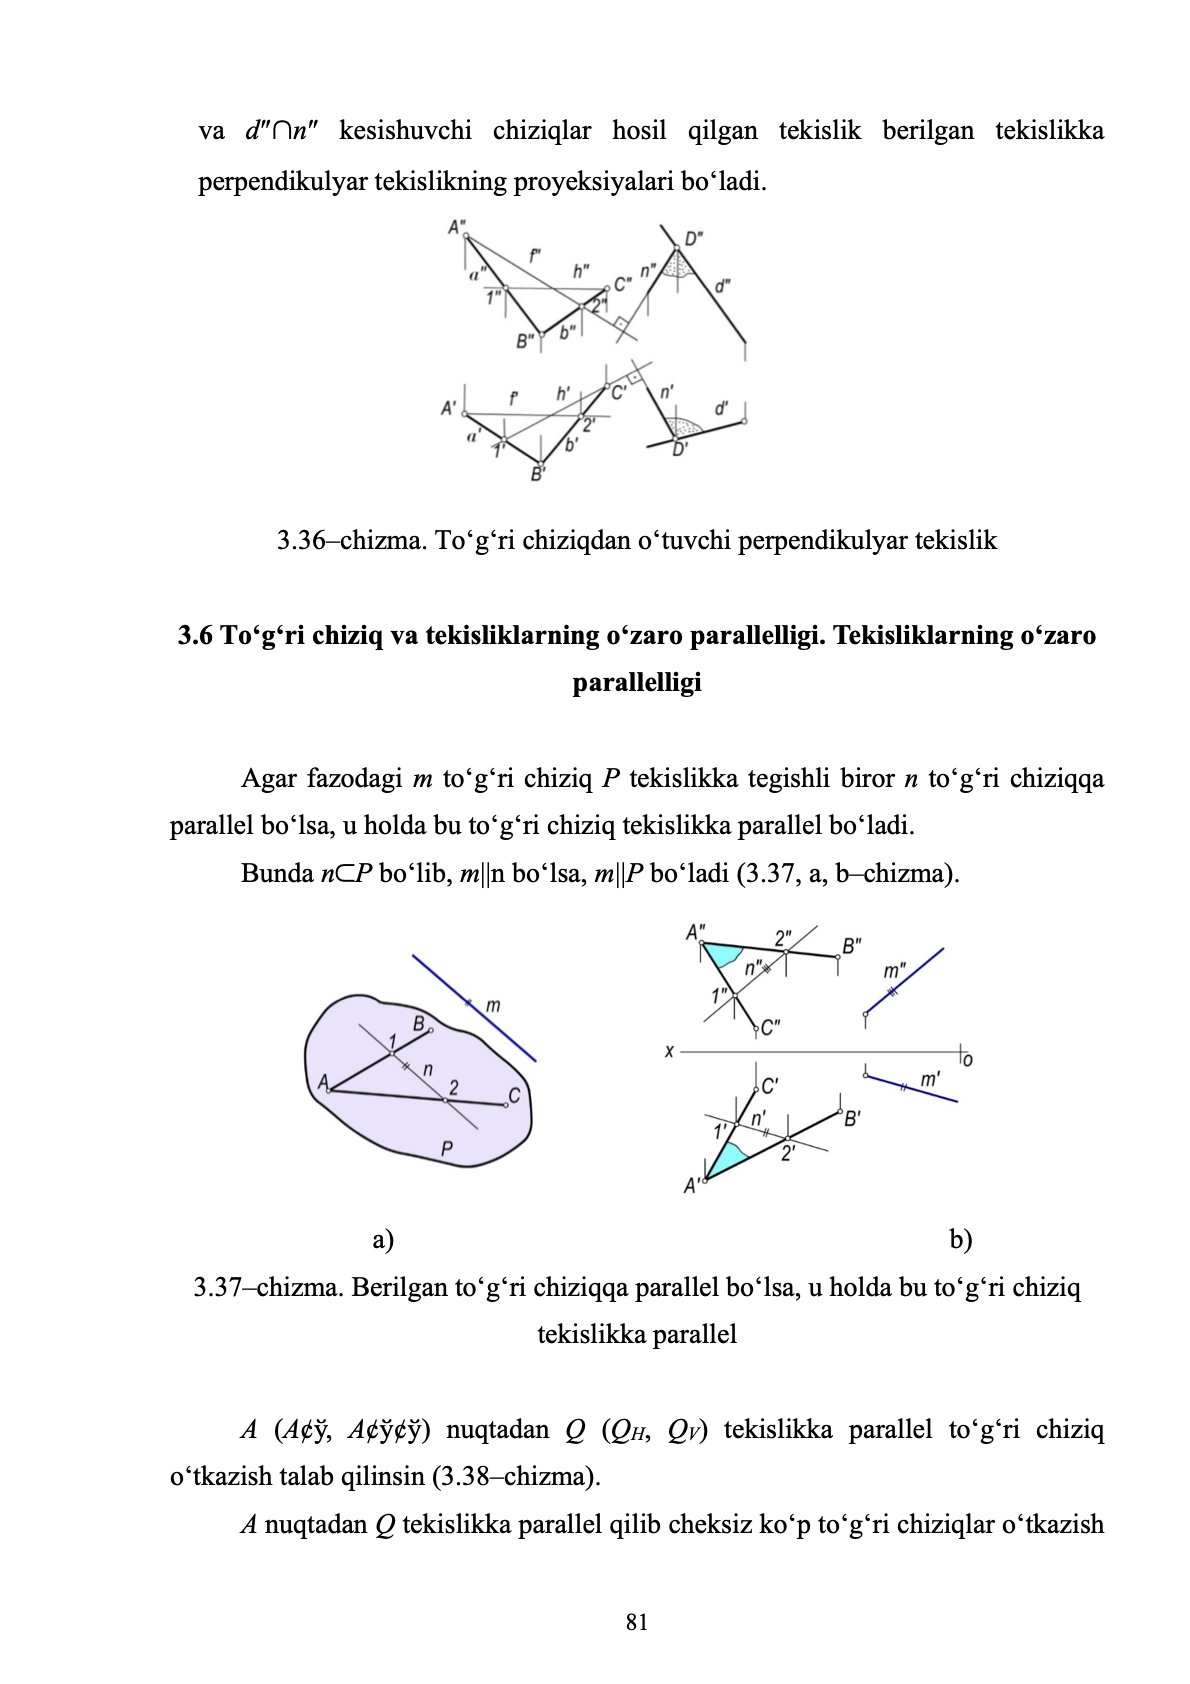 va d″∩n″ kesishuvchi chiziqlar hosil qilgan tekislik berilgan tekislikka
perpendikulyar tekislikning proyeksiyalari bo‘ladi.
A" f" h" C" n" D" d" a" 1" 2" B" b"
A' f' h' C' n' d' a' 1' 2' b' B' D'
3.36–chizma. To‘g‘ri chiziqdan o‘tuvchi perpendikulyar tekislik
3.6 To‘g‘ri chiziq va tekisliklarning o‘zaro parallelligi. Tekisliklarning o‘zaro
parallelligi
Agar fazodagi m to‘g‘ri chiziq P tekislikka tegishli biror n to‘g‘ri chiziqqa
parallel bo‘lsa, u holda bu to‘g‘ri chiziq tekislikka parallel bo‘ladi.
Bunda n⊂P bo‘lib, m||n bo‘lsa, m||P bo‘ladi (3.37, a, b–chizma).
m B 1 n A 2 C P
A" 2" B" n" m" 1" C"
x o
C' m' 1' n' B' 2' A'
a) b)
3.37–chizma. Berilgan to‘g‘ri chiziqqa parallel bo‘lsa, u holda bu to‘g‘ri chiziq
tekislikka parallel
A (A¢ў, A¢ў¢ў) nuqtadan Q (QH, QV) tekislikka parallel to‘g‘ri chiziq
o‘tkazish talab qilinsin (3.38–chizma).
A nuqtadan Q tekislikka parallel qilib cheksiz ko‘p to‘g‘ri chiziqlar o‘tkazish
81